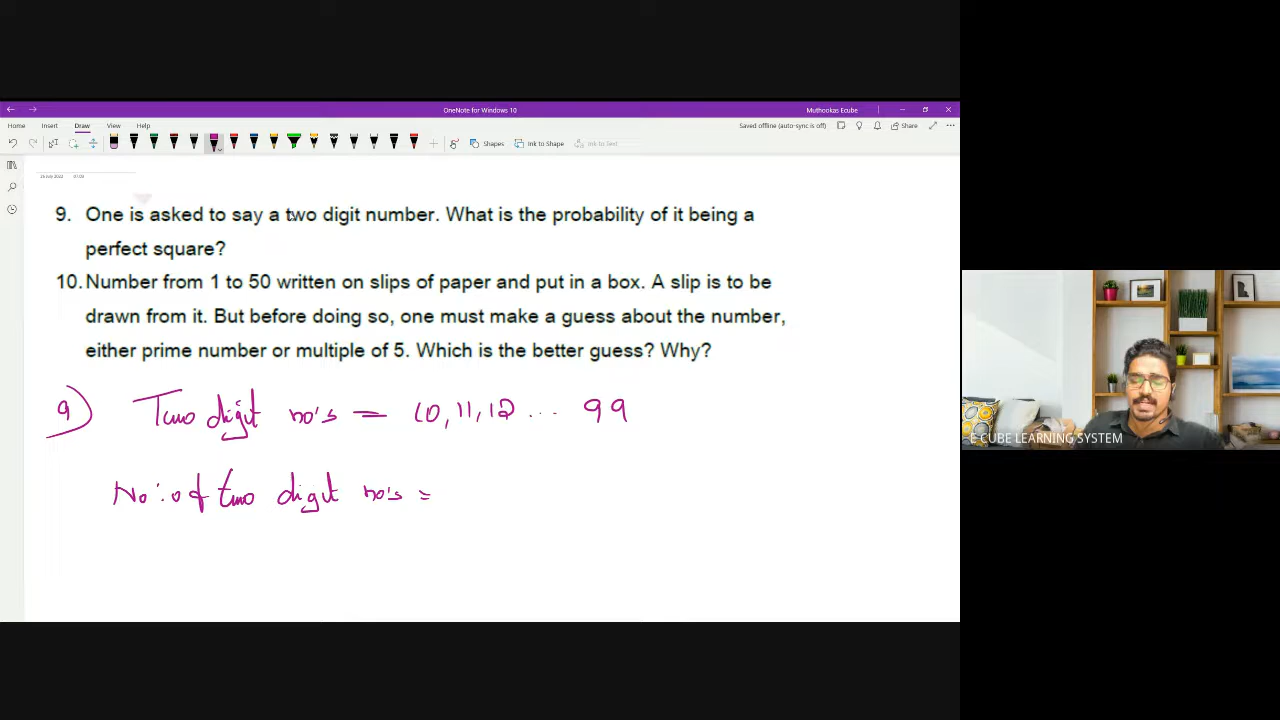 OneNote for Windows 10
Muthookas Ecube
Home Insert Draw View Help
Saved offline (auto-sync is off)
Share
Shapes
Ink to Shape
Ink to Text
9. One is asked to say a two digit number. What is the probability of it being a
perfect square?
10. Number from 1 to 50 written on slips of paper and put in a box. A slip is to be
drawn from it. But before doing so, one must make a guess about the number,
either prime number or multiple of 5. Which is the better guess? Why?
9) Two digit no's = 10, 11, 12 ... 99
No: of two digit no's =
E CUBE LEARNING SYSTEM